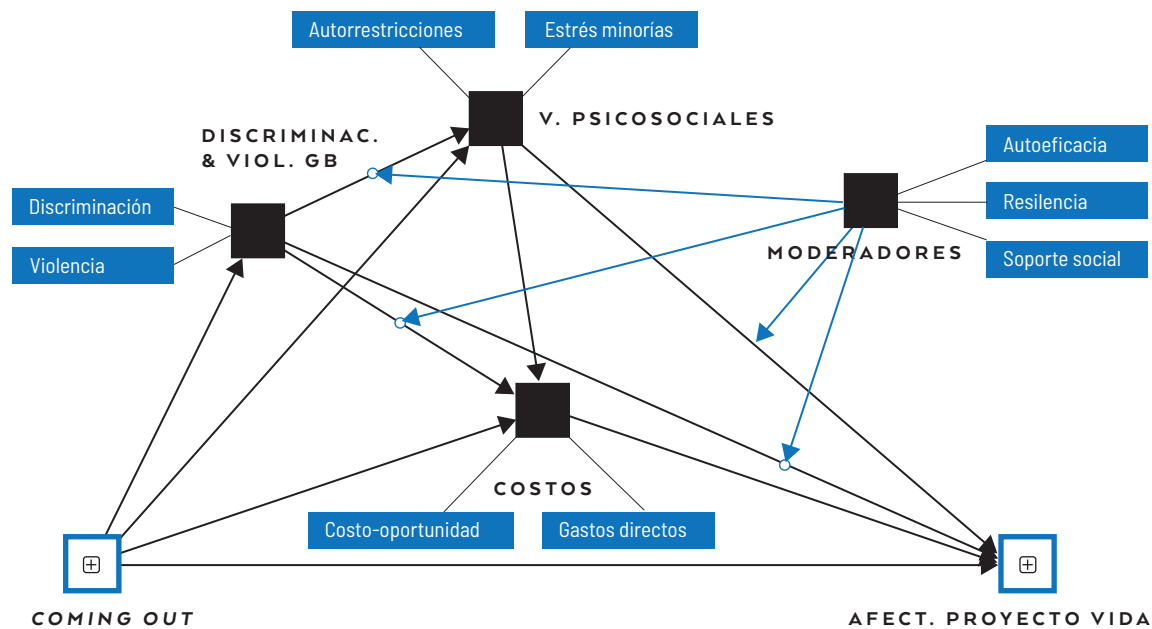 Autorrestricciones
Estrés minorías
V. PSICOSOCIALES
DISCRIMINAC.
& VIOL. GB
Autoeficacia
Resilencia
Soporte social
MODERADORES
Discriminación
Violencia
COSTOS
Costo-oportunidad
Gastos directos
COMING OUT
AFECT. PROYECTO VIDA